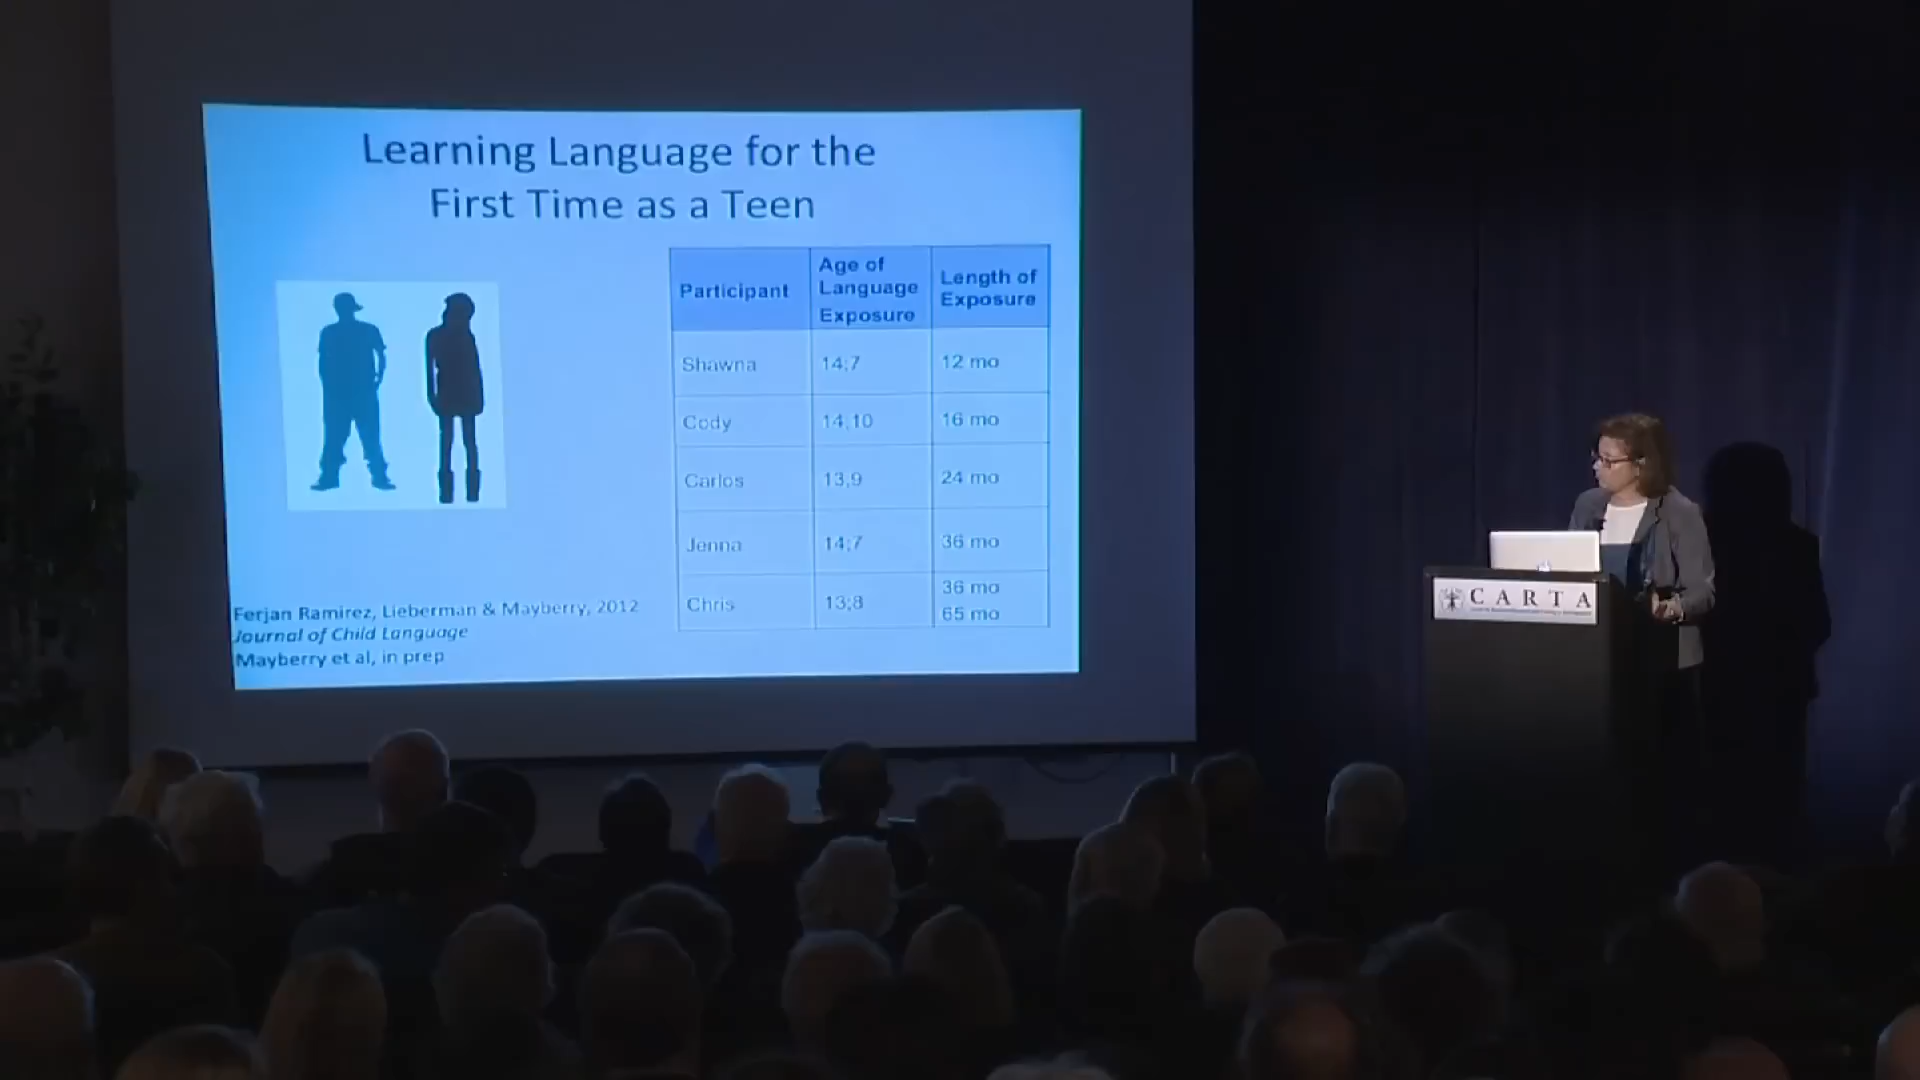 Learning Language for the
First Time as a Teen
Participant
Age of
Language
Exposure
Length of
Exposure
Shawna
14;7
12 mo
Cody
14;10
16 mo
Carlos
13;9
24 mo
Jenna
14;7
36 mo
Chris
13;8
36 mo
65 mo
Ferjan Ramirez, Lieberman & Mayberry, 2012
Journal of Child Language
Mayberry et al, in prep
CARTA